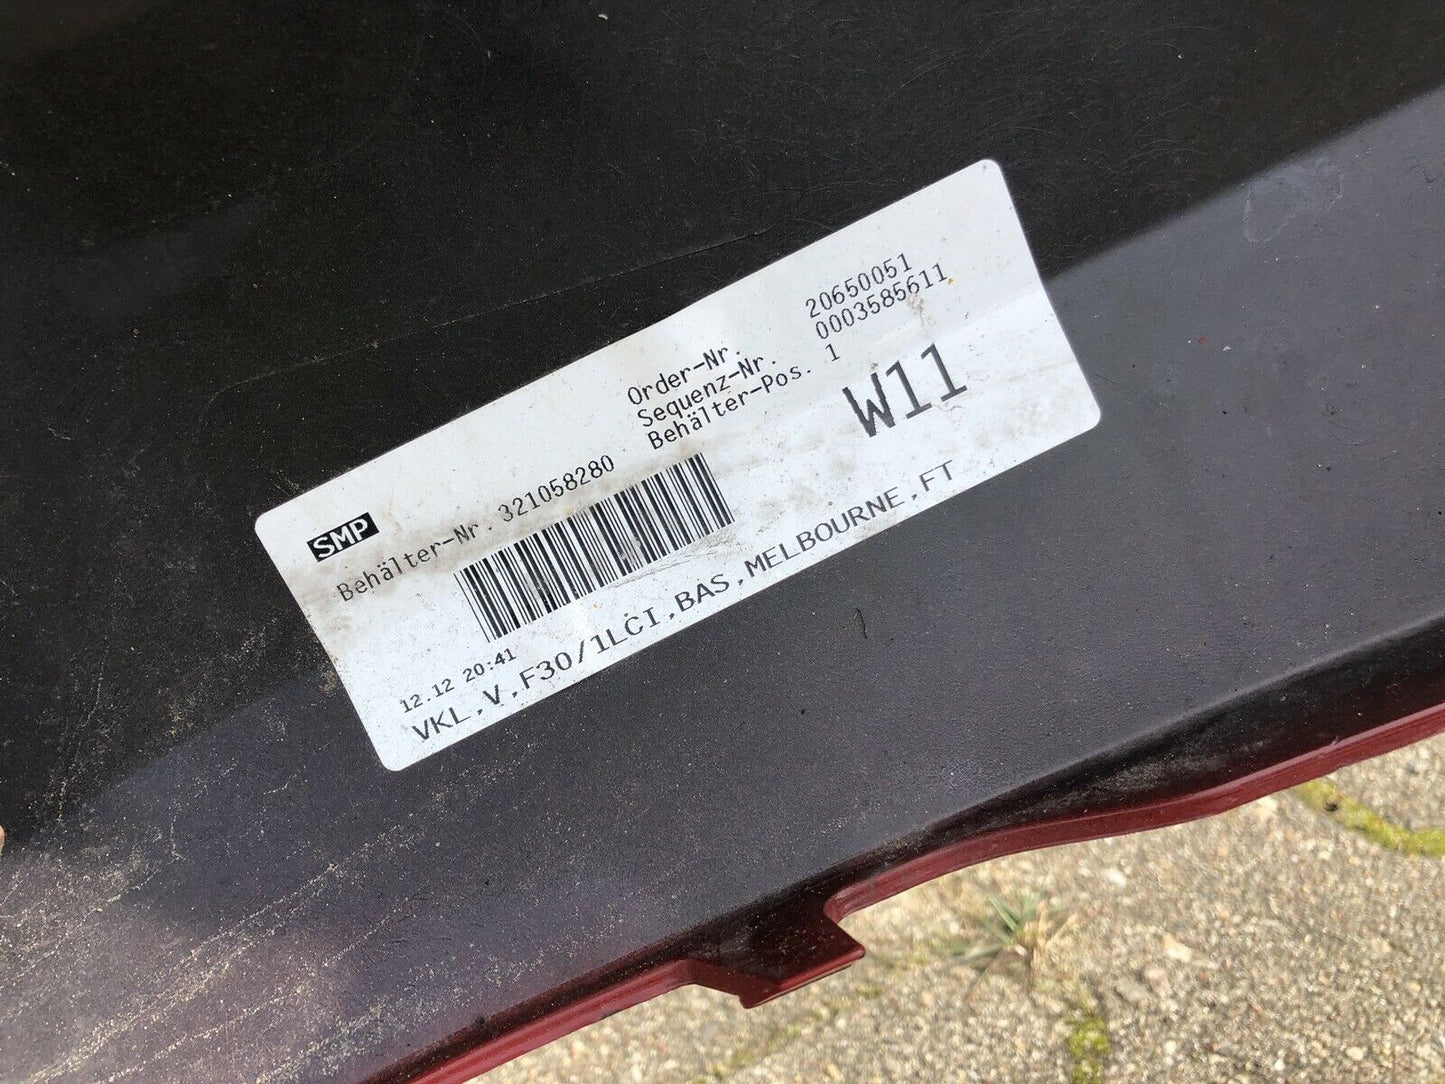 SMP
Order-Nr. 20650051
Sequenz-Nr. 0003585611
Behälter-Nr. 321058280 Behälter-Pos. 1
W11
12.12 20:41
VKL,V,F30/1LCI,BAS,MELBOURNE,FT